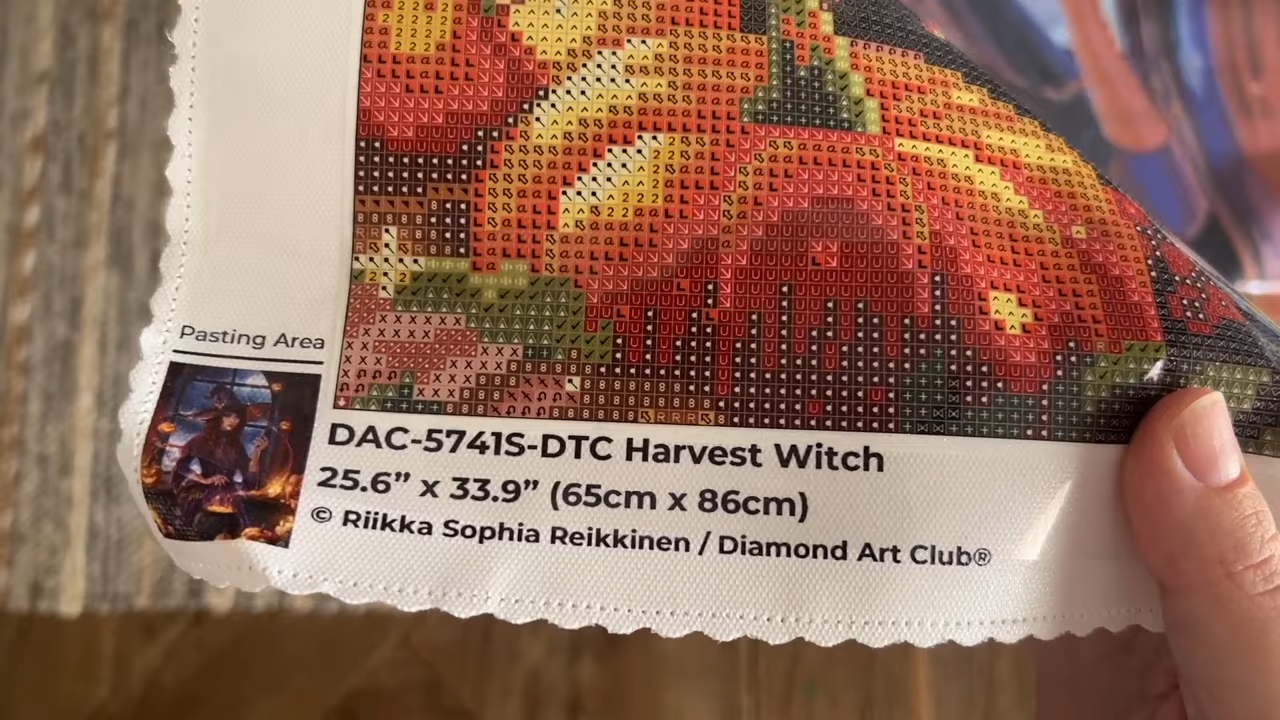 Pasting Area
DAC-5741S-DTC Harvest Witch
25.6” x 33.9” (65cm x 86cm)
© Riikka Sophia Reikkinen / Diamond Art Club®